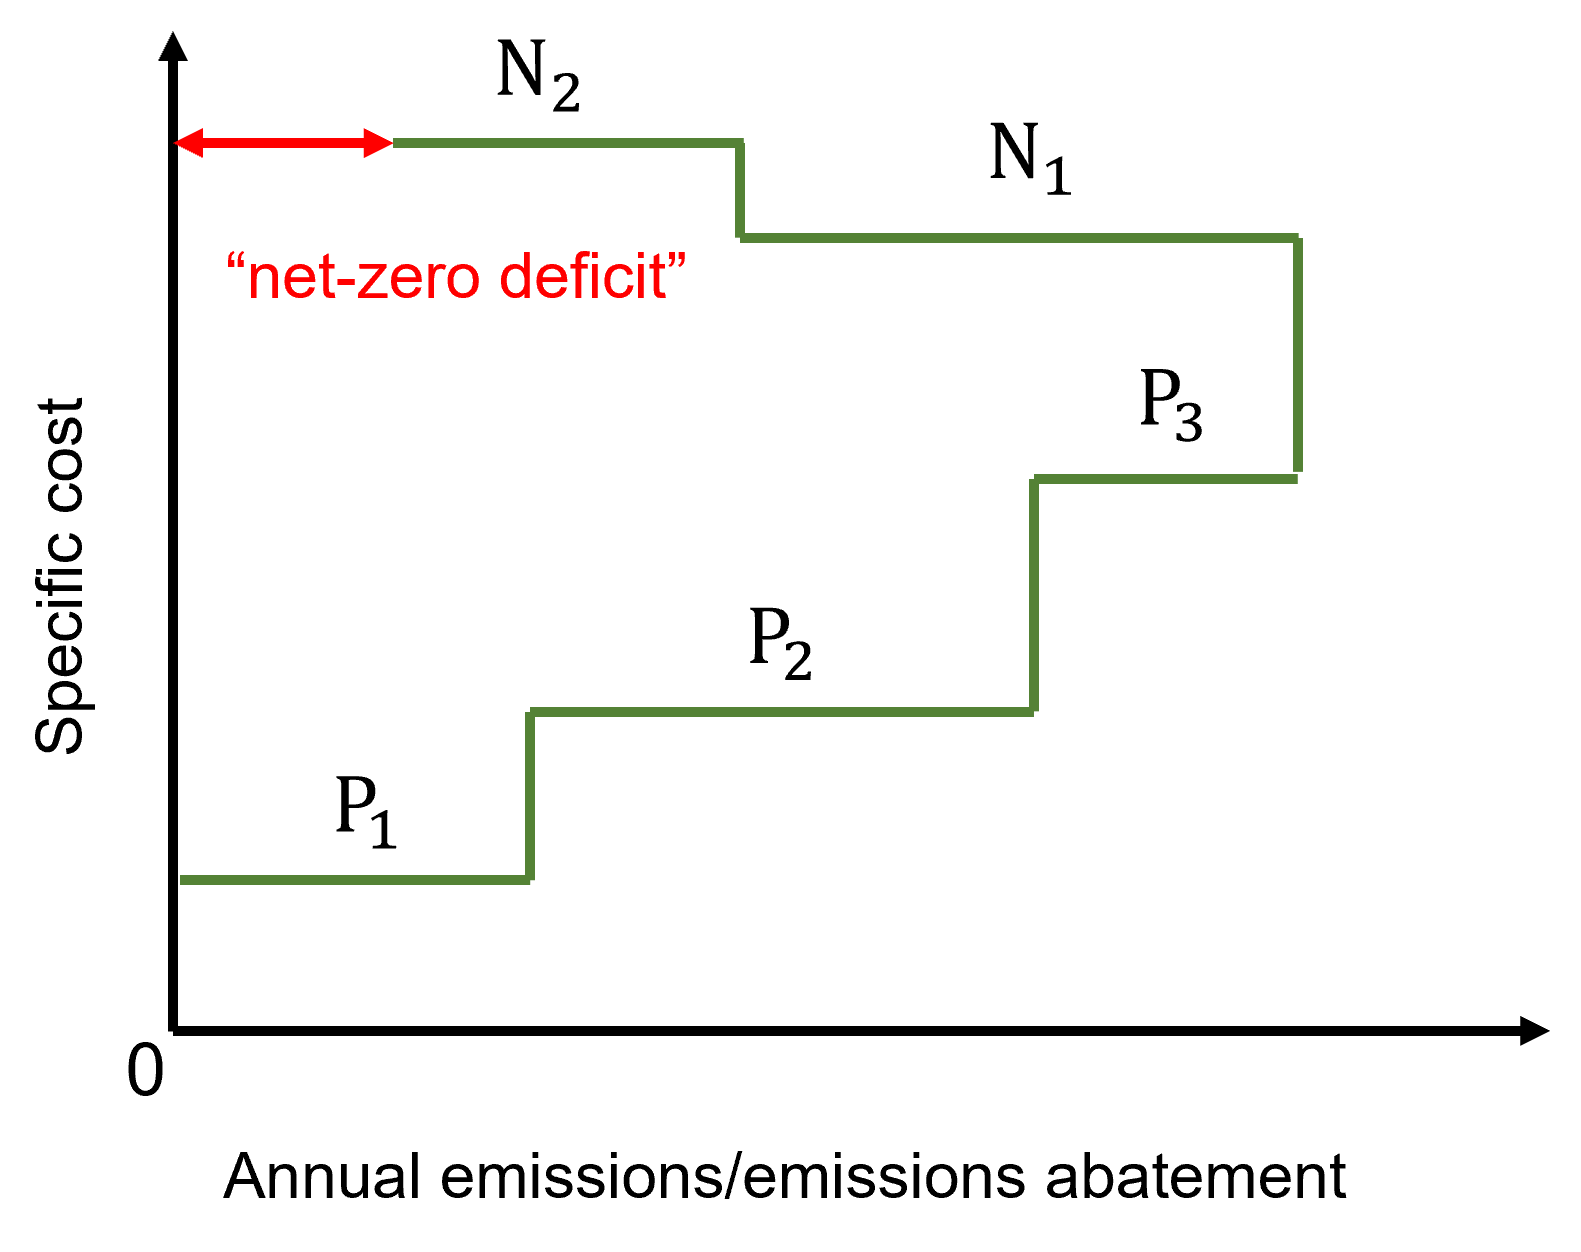 N₂
N₁
“net-zero deficit”
P₃
Specific cost
P₂
P₁
0
Annual emissions/emissions abatement